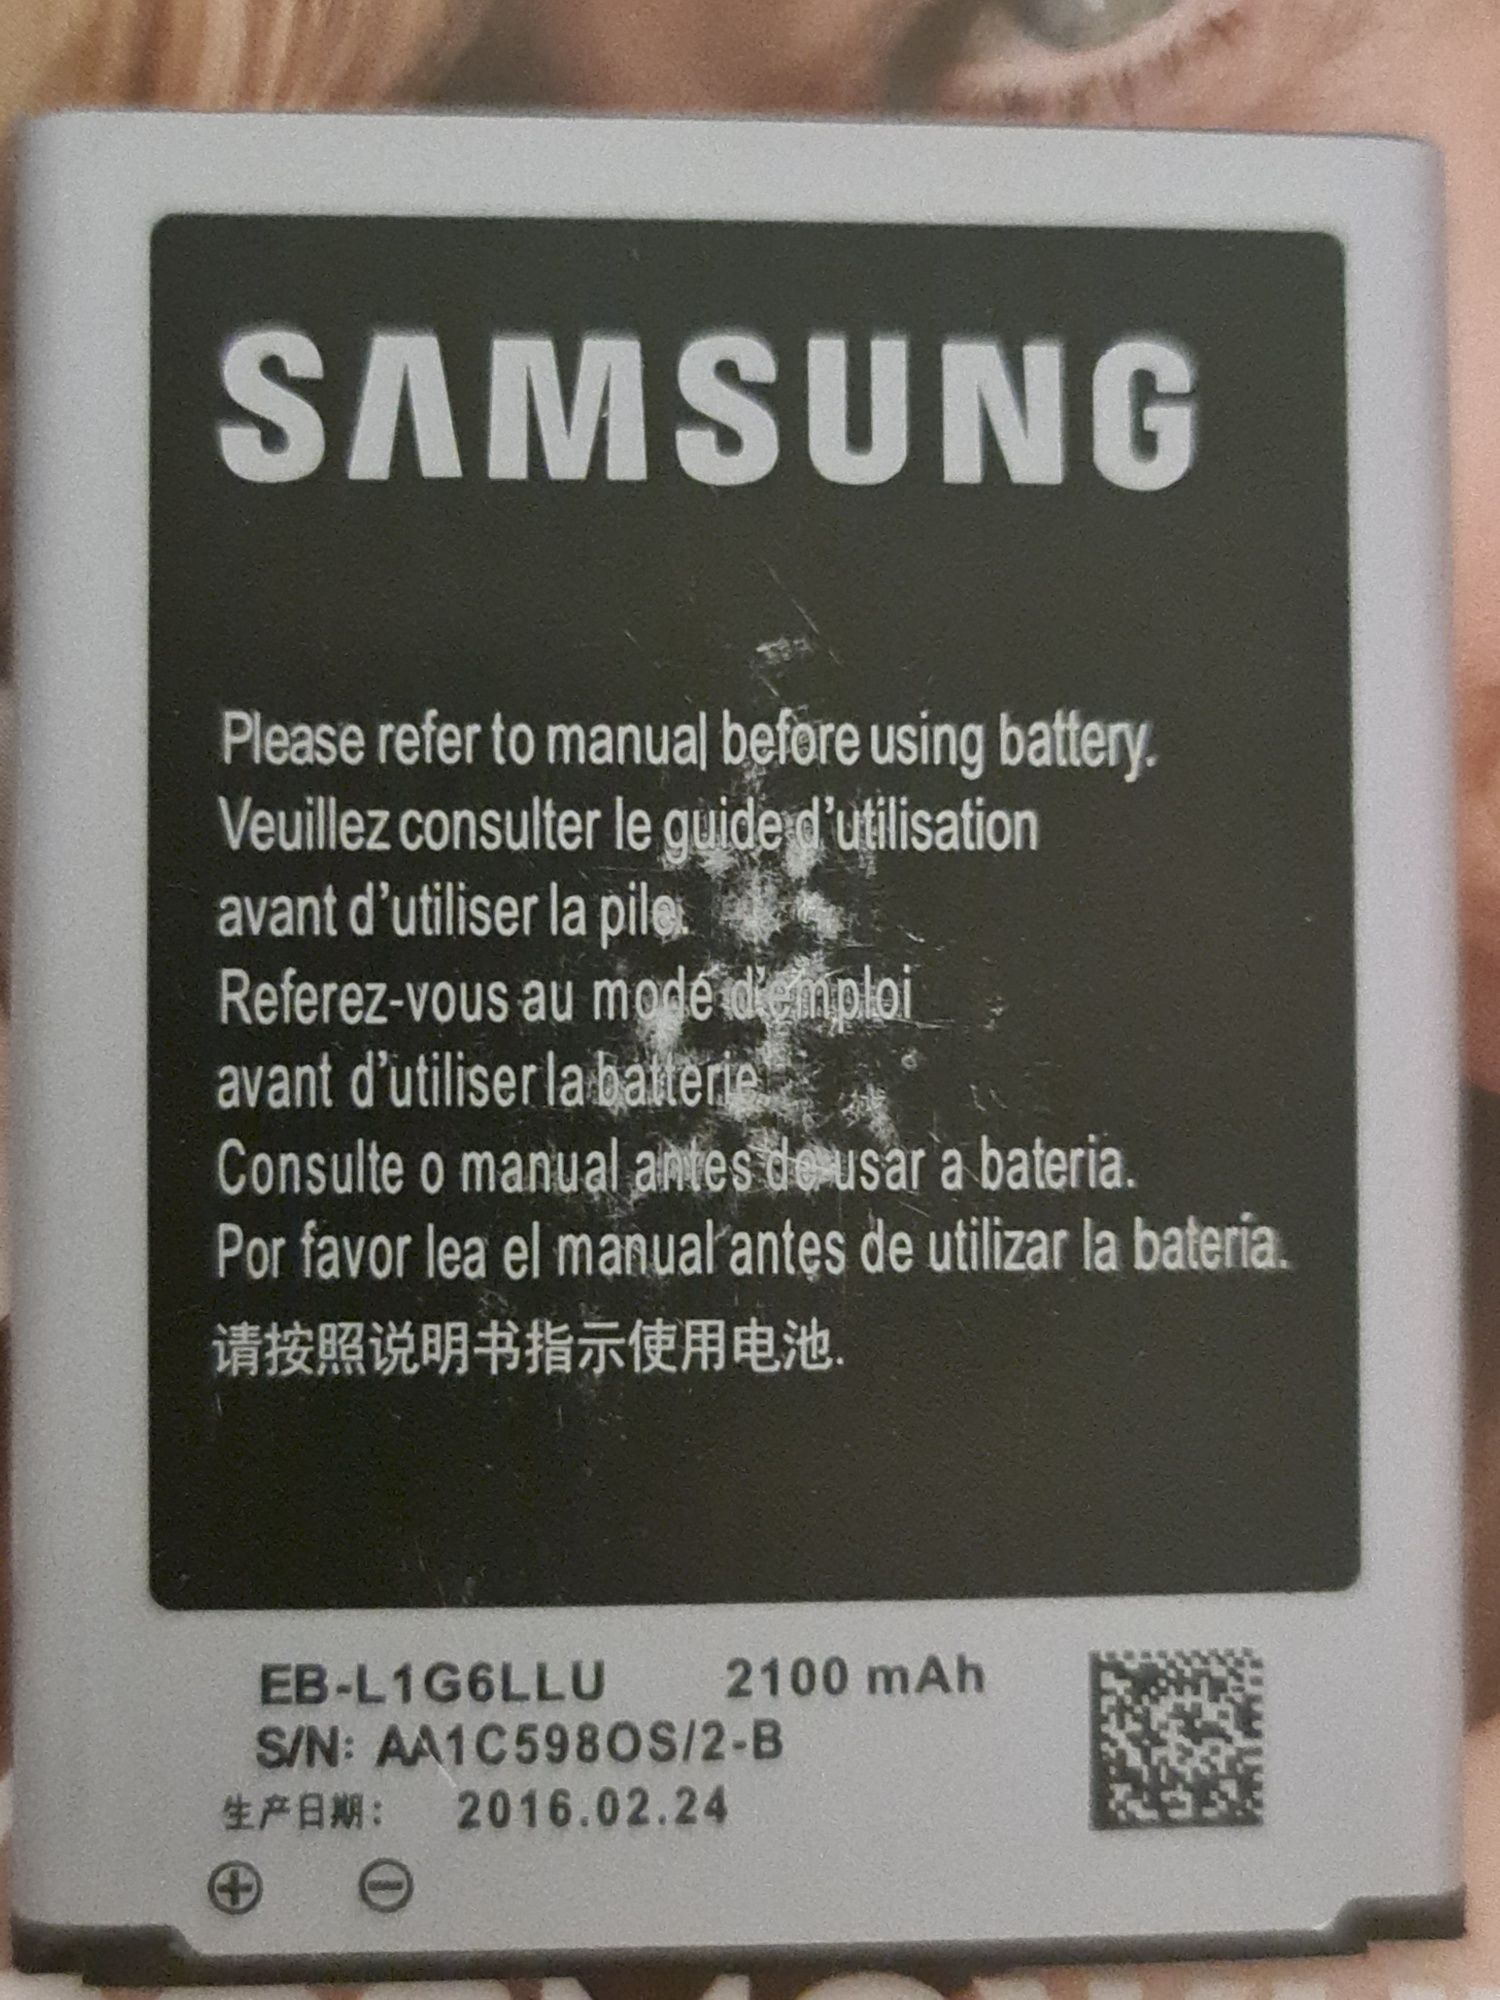 SAMSUNG
Please refer to manual before using battery.
Veuillez consulter le guide d'utilisation
avant d'utiliser la pile.
Referez-vous au mode d'emploi
avant d'utiliser la batterie.
Consulte o manual antes de usar a bateria.
Por favor lea el manual antes de utilizar la batería.
请按照说明书指示使用电池.
EB-L1G6LLU 2100 mAh
S/N: AA1C598OS/2-B
生产日期: 2016.02.24